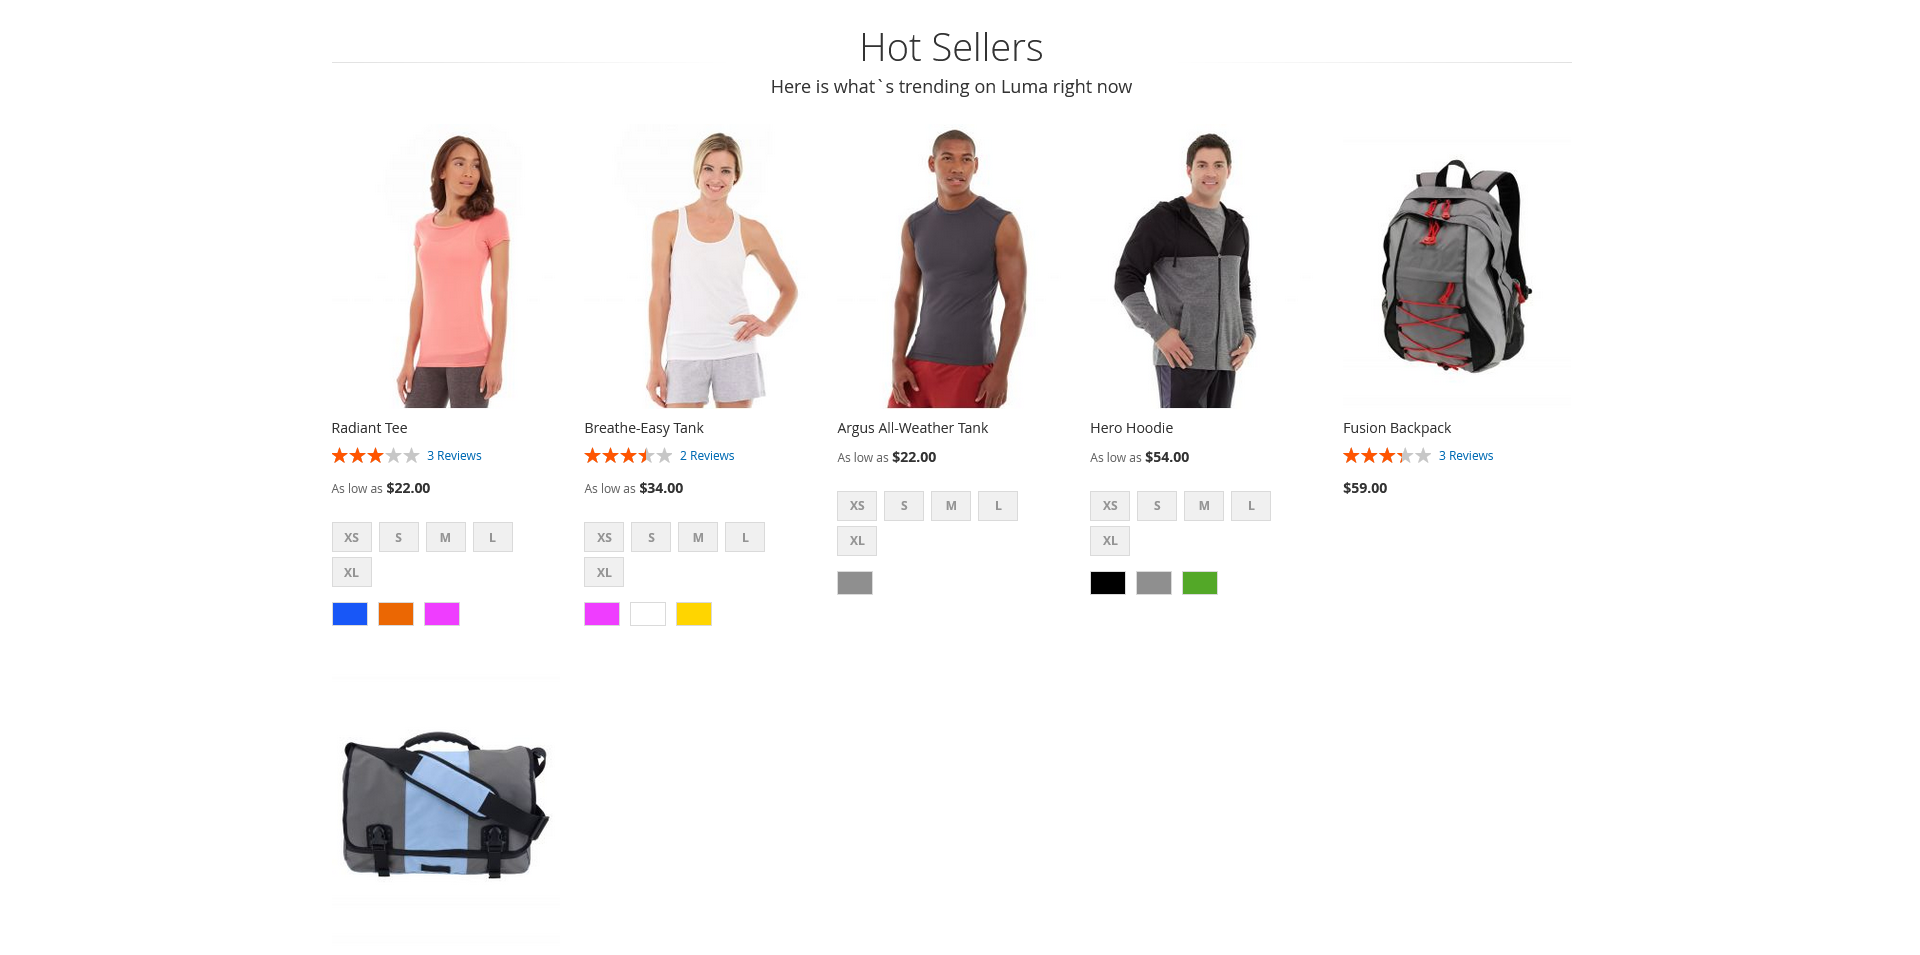 Hot Sellers
Here is what`s trending on Luma right now
Radiant Tee
3 Reviews
As low as $22.00
XS S M L
XL
Breathe-Easy Tank
2 Reviews
As low as $34.00
XS S M L
XL
Argus All-Weather Tank
As low as $22.00
XS S M L
XL
Hero Hoodie
As low as $54.00
XS S M L
XL
Fusion Backpack
3 Reviews
$59.00